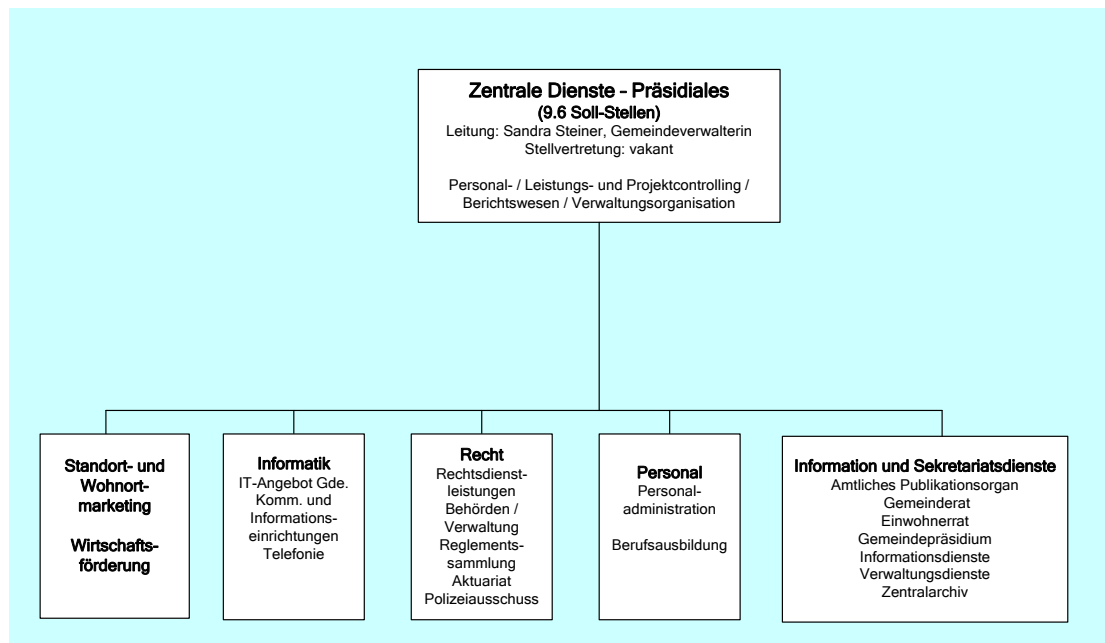 Zentrale Dienste - Präsidiales
(9.6 Soll-Stellen)
Leitung: Sandra Steiner, Gemeindeverwalterin
Stellvertretung: vakant
Personal- / Leistungs- und Projektcontrolling /
Berichtswesen / Verwaltungsorganisation
Standort- und
Wohnort-
marketing
Wirtschafts-
förderung
Informatik
IT-Angebot Gde.
Komm. und
Informations-
einrichtungen
Telefonie
Recht
Rechtsdienst-
leistungen
Behörden /
Verwaltung
Reglements-
sammlung
Aktuariat
Polizeiausschuss
Personal
Personal-
administration
Berufsausbildung
Information und Sekretariatsdienste
Amtliches Publikationsorgan
Gemeinderat
Einwohnerrat
Gemeindepräsidium
Informationsdienste
Verwaltungsdienste
Zentralarchiv